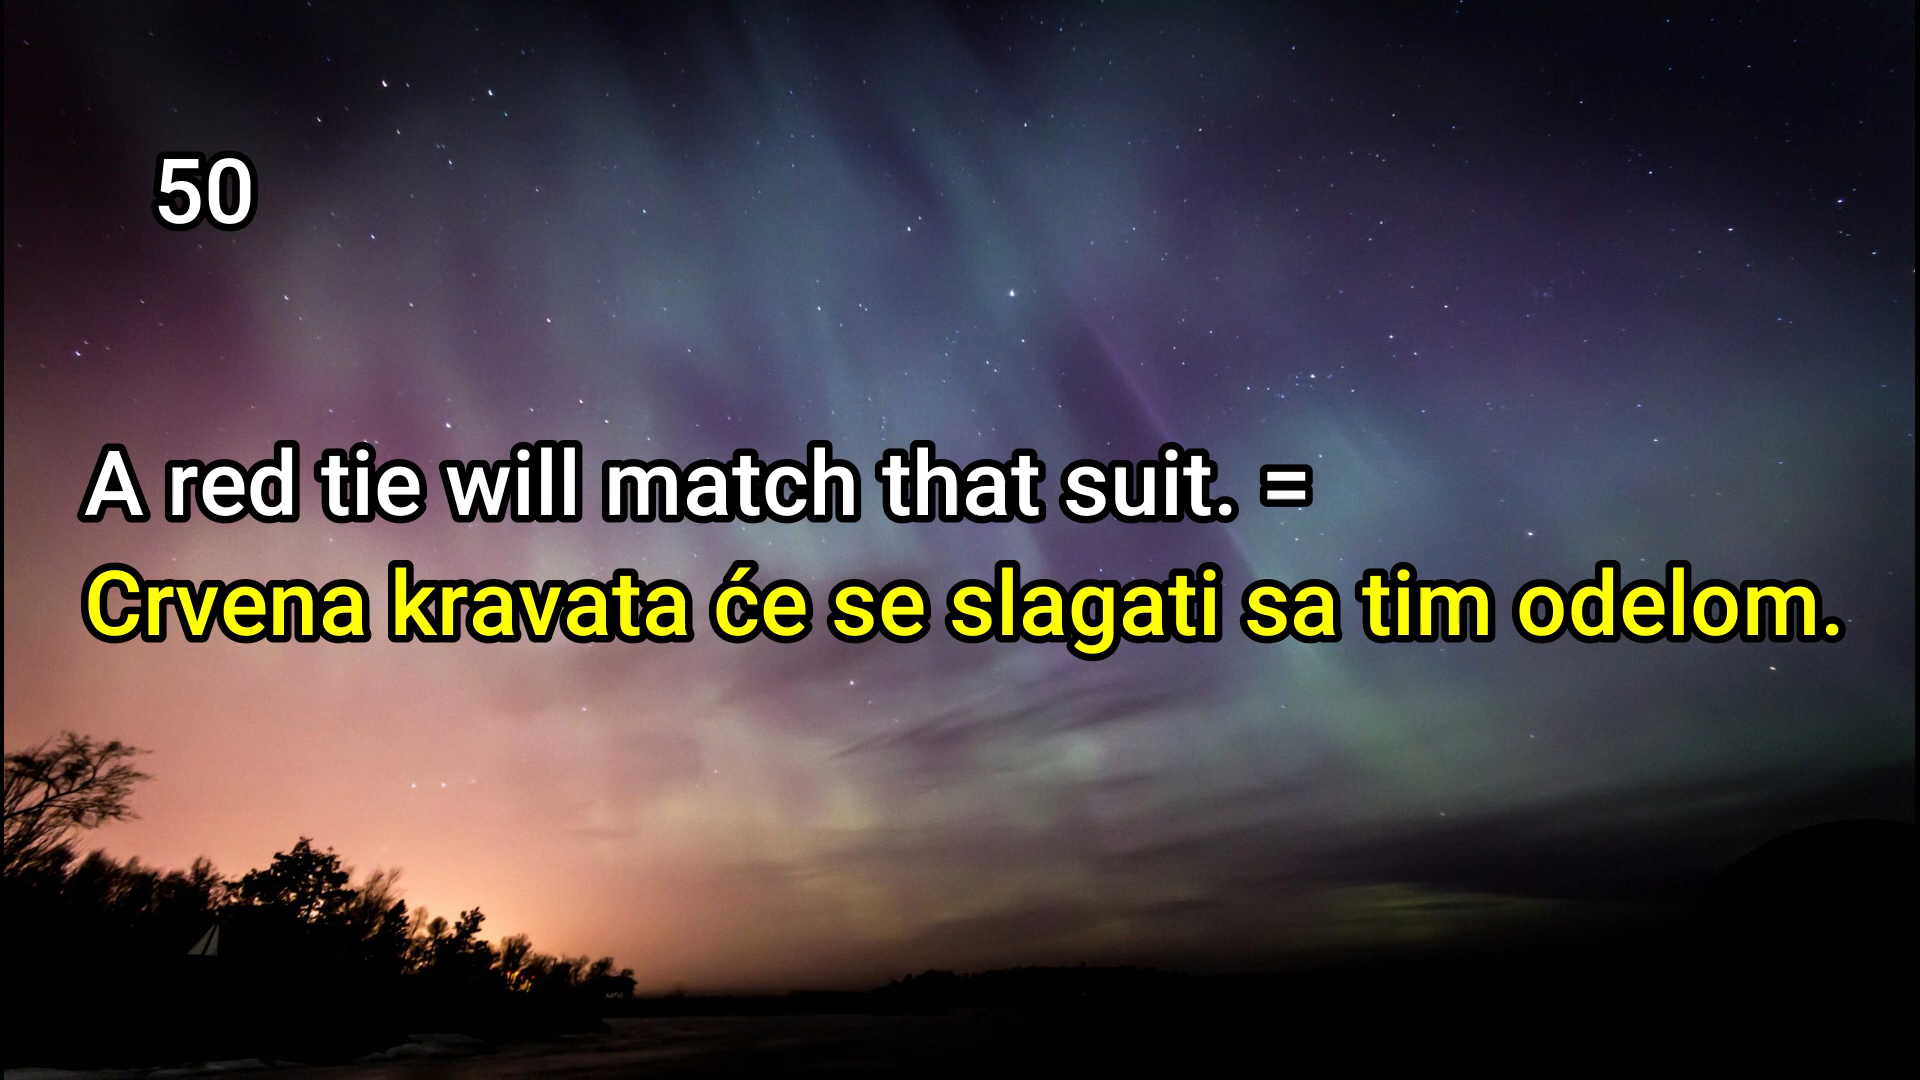 50
A red tie will match that suit. =
Crvena kravata će se slagati sa tim odelom.